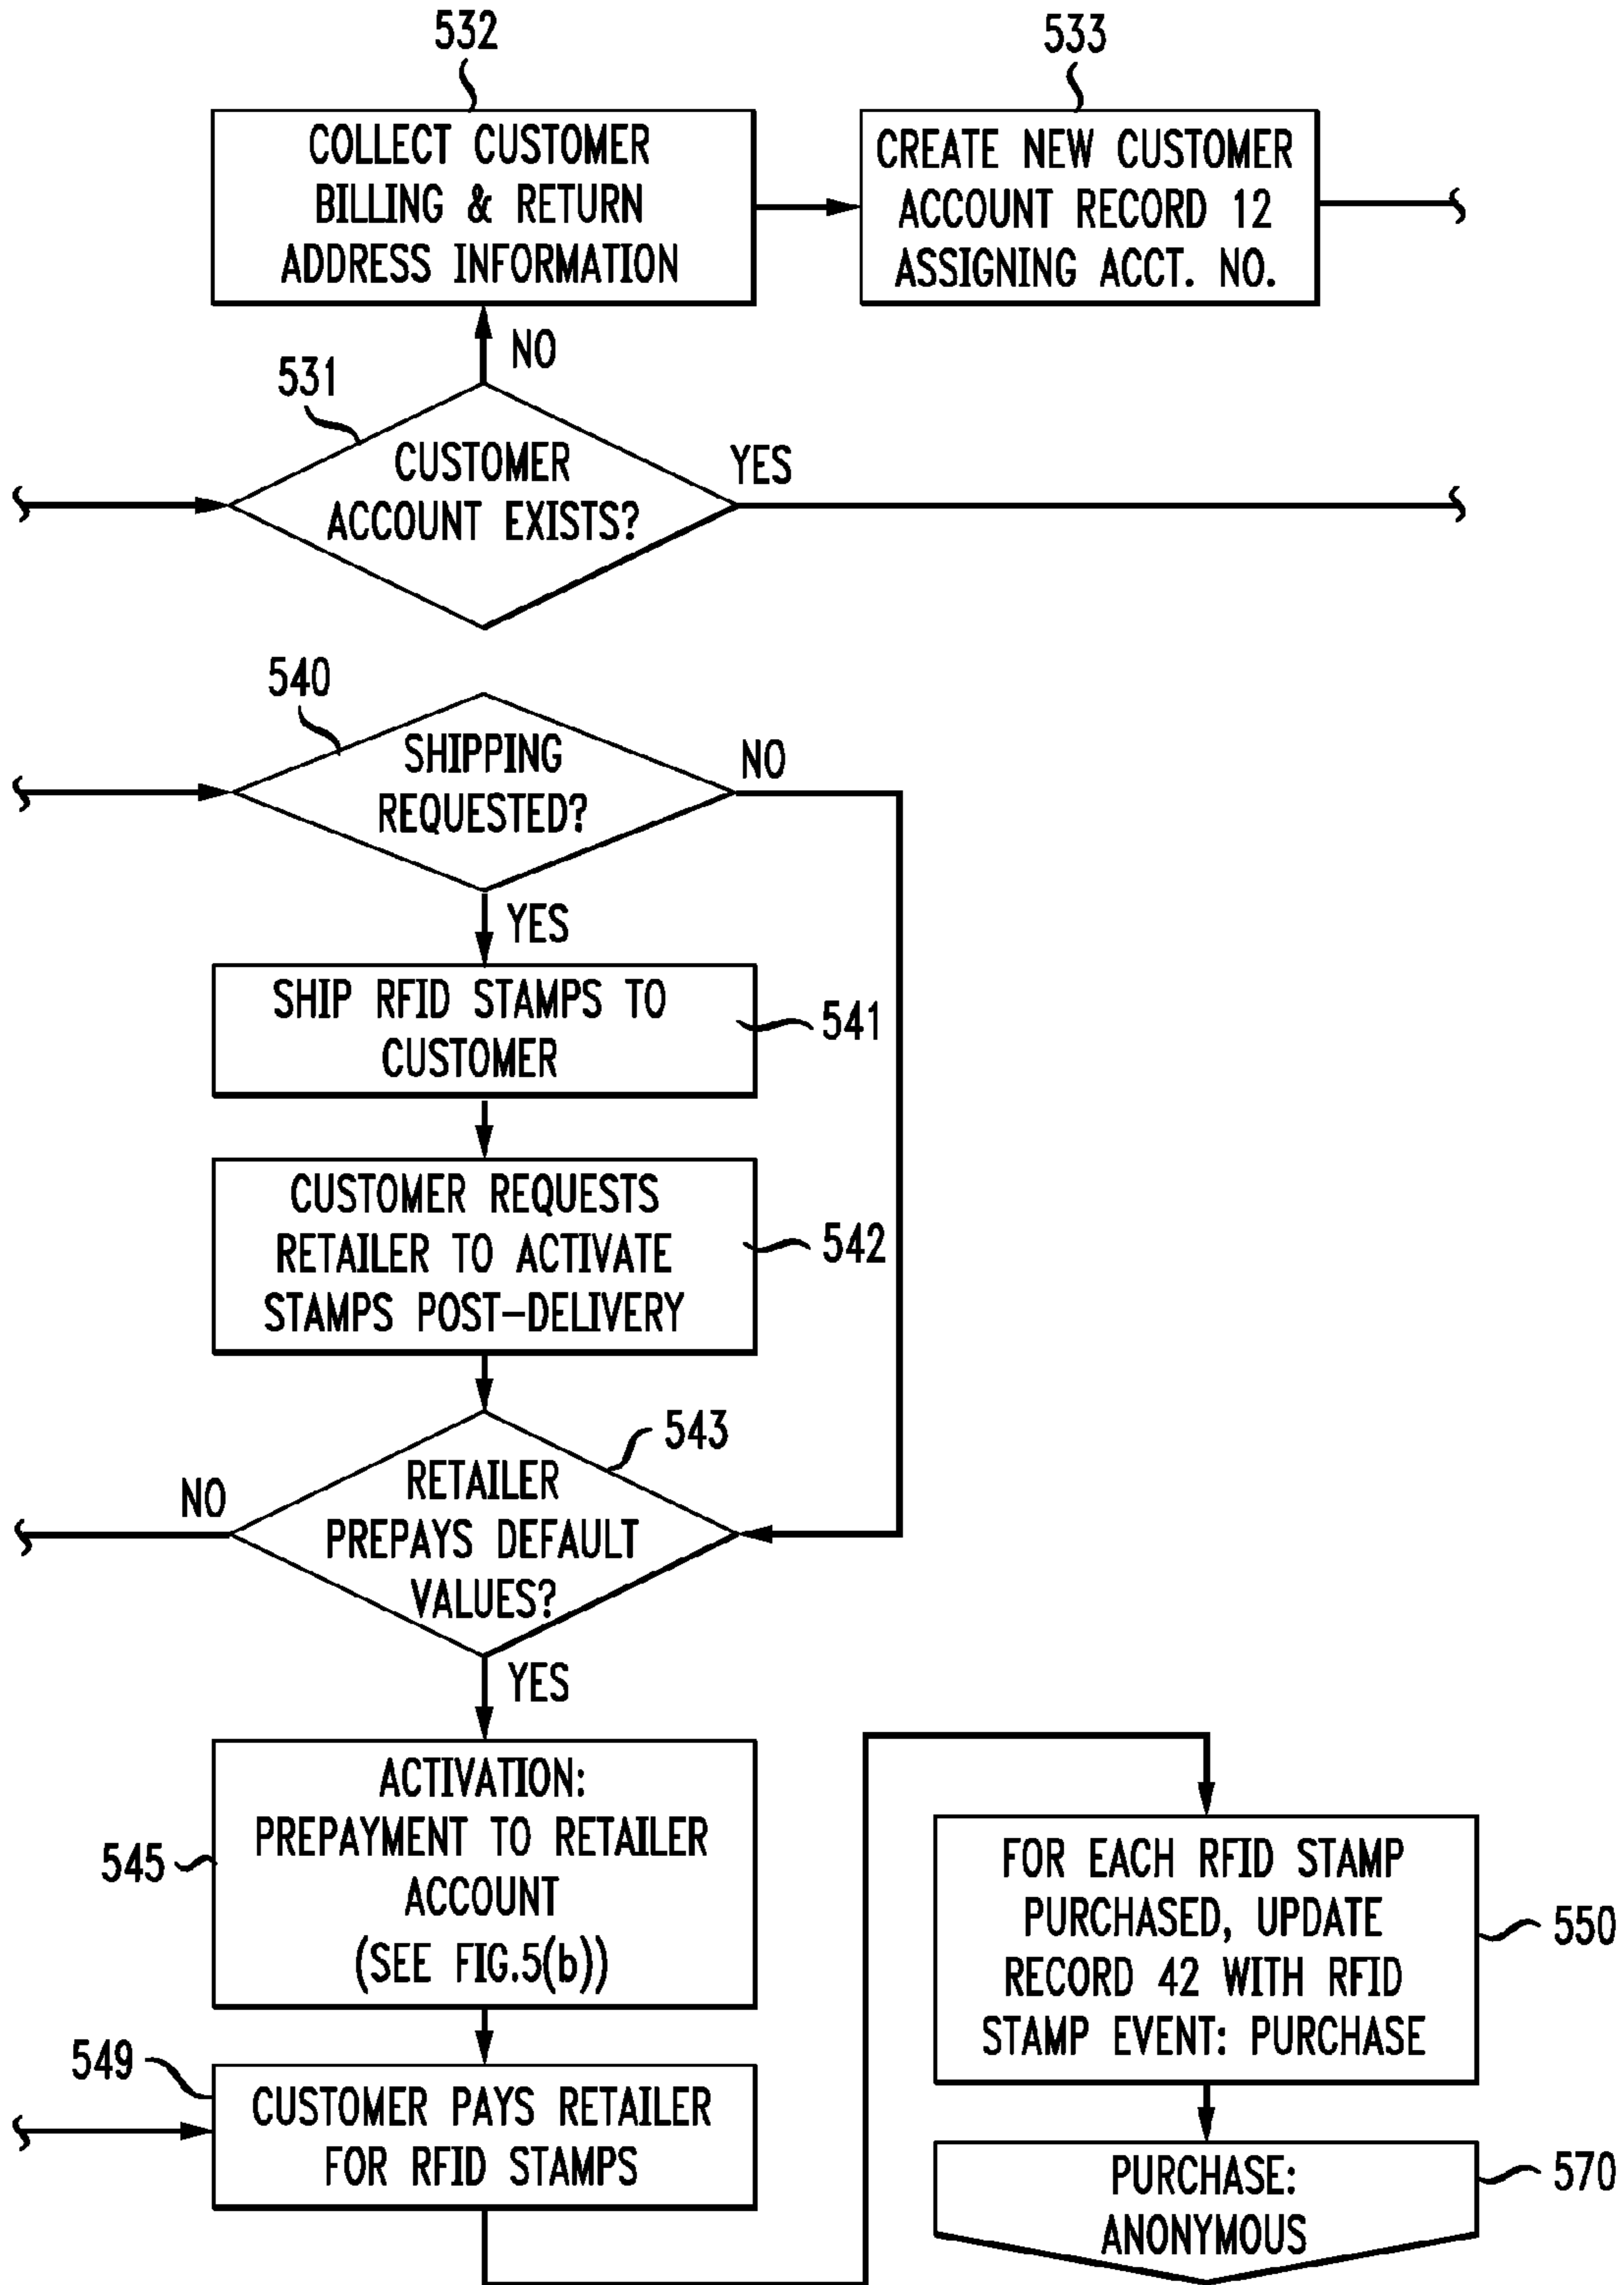 532
533
COLLECT CUSTOMER
BILLING & RETURN
ADDRESS INFORMATION
CREATE NEW CUSTOMER
ACCOUNT RECORD 12
ASSIGNING ACCT. NO.
NO
531
CUSTOMER
ACCOUNT EXISTS?
YES
540
SHIPPING
REQUESTED?
NO
YES
SHIP RFID STAMPS TO
CUSTOMER
541
CUSTOMER REQUESTS
RETAILER TO ACTIVATE
STAMPS POST-DELIVERY
542
543
RETAILER
PREPAYS DEFAULT
VALUES?
NO
YES
ACTIVATION:
PREPAYMENT TO RETAILER
ACCOUNT
(SEE FIG.5(b))
545
549
CUSTOMER PAYS RETAILER
FOR RFID STAMPS
FOR EACH RFID STAMP
PURCHASED, UPDATE
RECORD 42 WITH RFID
STAMP EVENT: PURCHASE
550
PURCHASE:
ANONYMOUS
570